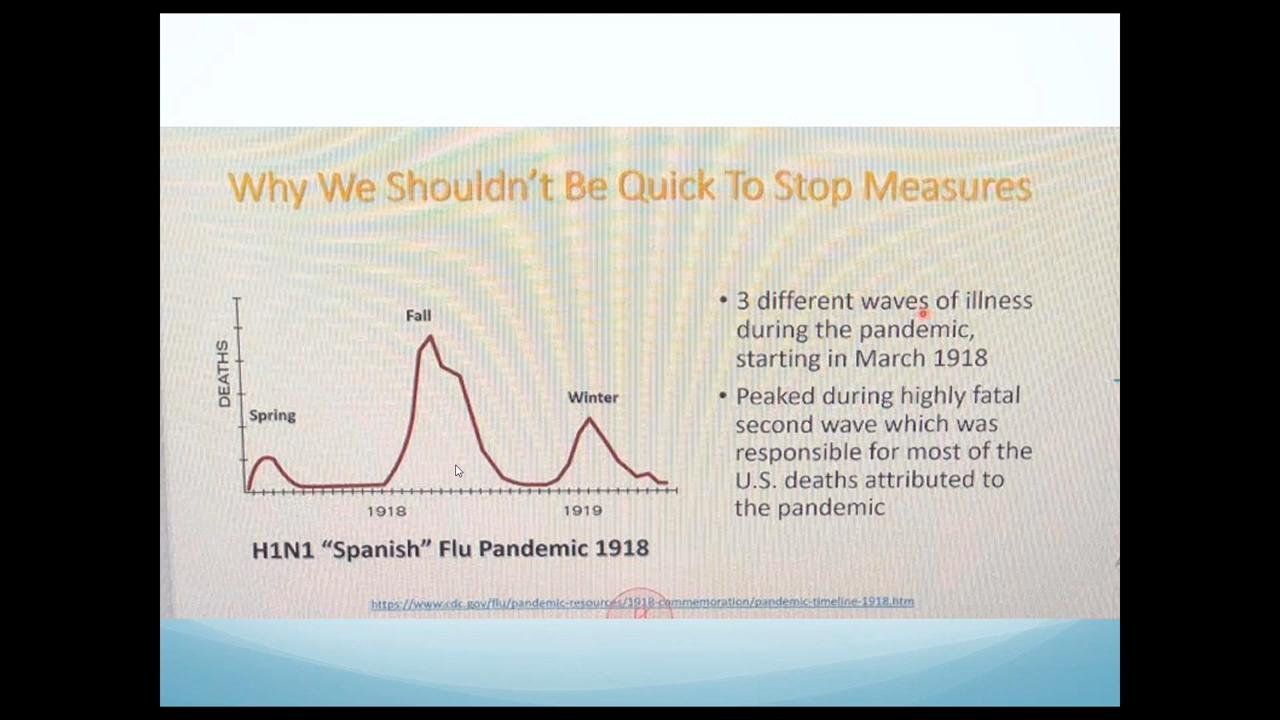 Why We Shouldn't Be Quick To Stop Measures
DEATHS
Spring
Fall
Winter
1918
1919
H1N1 “Spanish” Flu Pandemic 1918
• 3 different waves of illness
during the pandemic,
starting in March 1918
• Peaked during highly fatal
second wave which was
responsible for most of the
U.S. deaths attributed to
the pandemic
https://www.cdc.gov/flu/pandemic-resources/1918-commemoration/pandemic-timeline-1918.htm